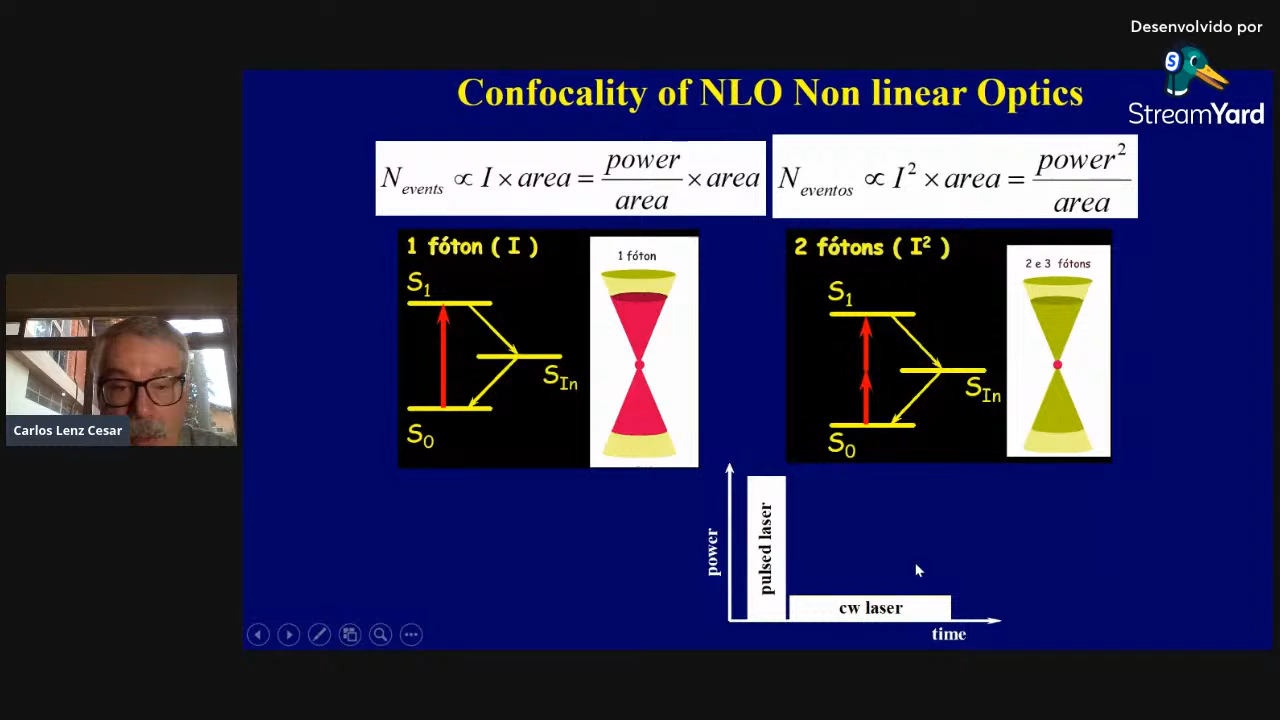 Desenvolvido por
S
StreamYard
Confocality of NLO Non linear Optics
N_events ∝ I × area = power/area × area
N_eventos ∝ I² × area = power²/area
1 fóton ( I )
S₁
S_In
S₀
1 fóton
2 fótons ( I² )
S₁
S_In
S₀
2 e 3 fótons
Carlos Lenz Cesar
power
pulsed laser
cw laser
time